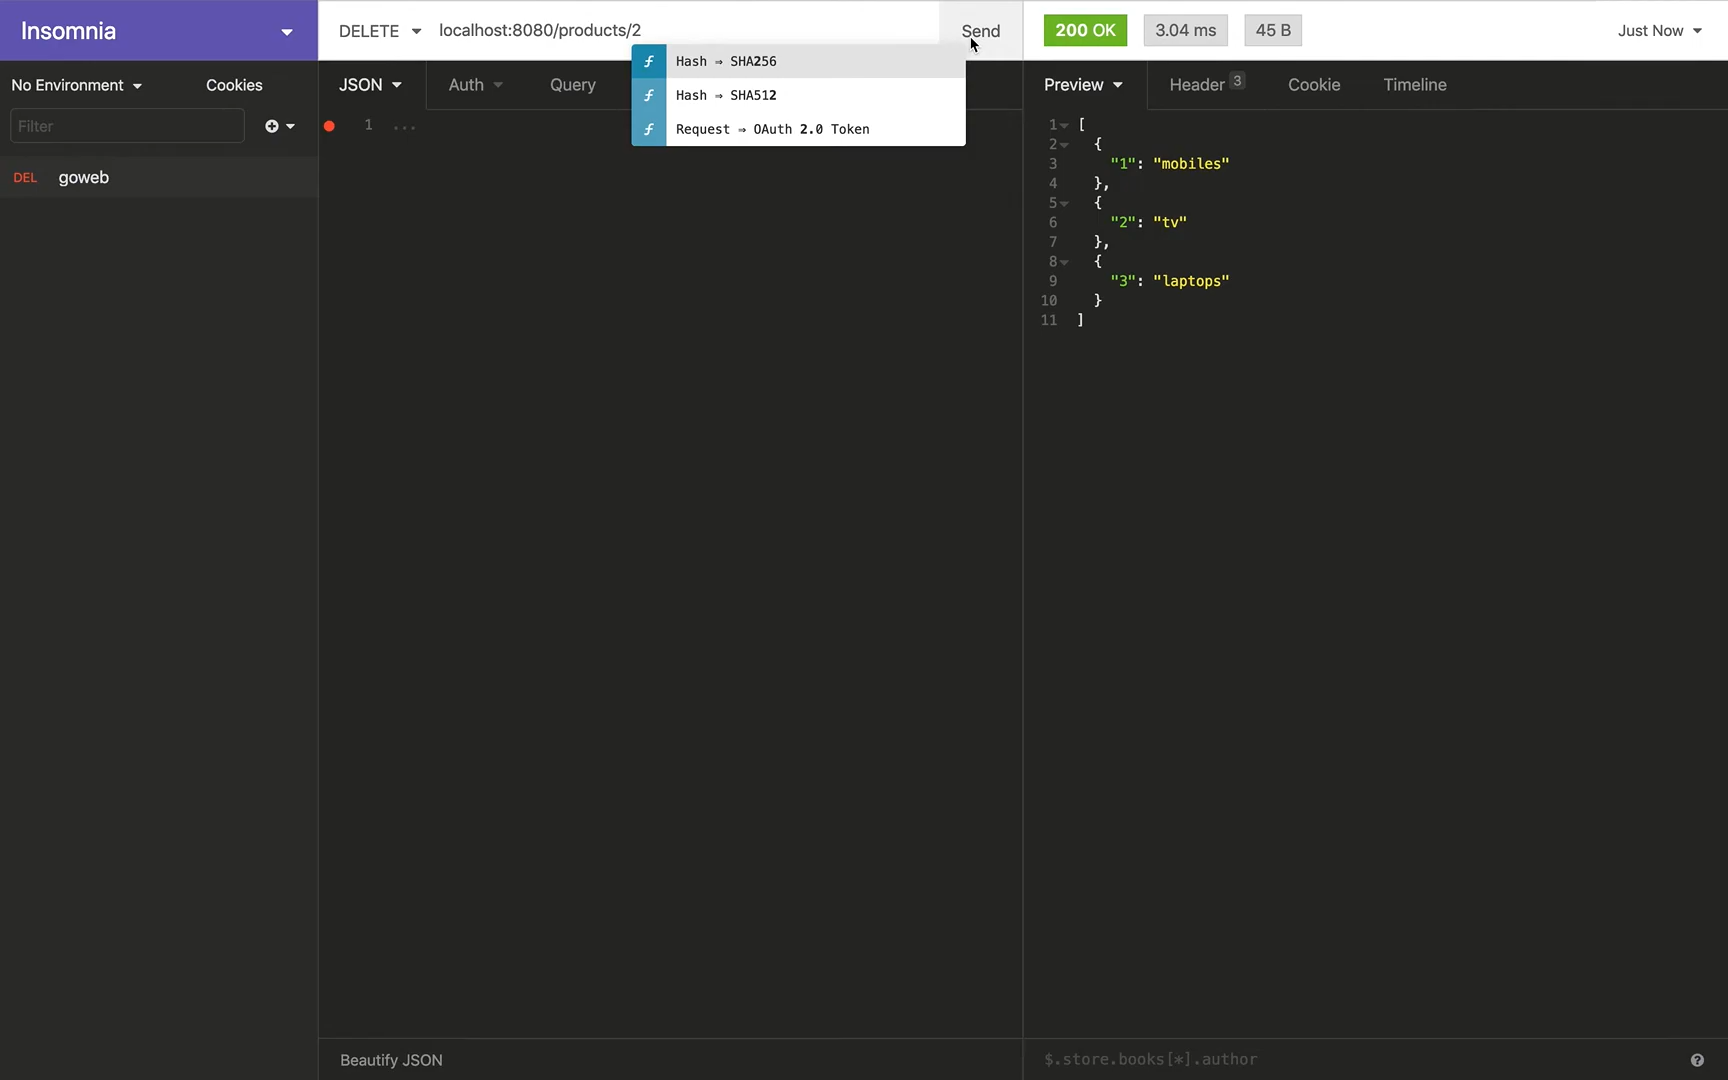 Insomnia
DELETE localhost:8080/products/2 Send
200 OK 3.04 ms 45 B Just Now
No Environment Cookies
JSON Auth Query
Preview Header 3 Cookie Timeline
Filter
DEL goweb
ƒ Hash ⇒ SHA256
ƒ Hash ⇒ SHA512
ƒ Request ⇒ OAuth 2.0 Token
1 ...
1 [
2 {
3 "1": "mobiles"
4 },
5 {
6 "2": "tv"
7 },
8 {
9 "3": "laptops"
10 }
11 ]
Beautify JSON
$.store.books[*].author ?